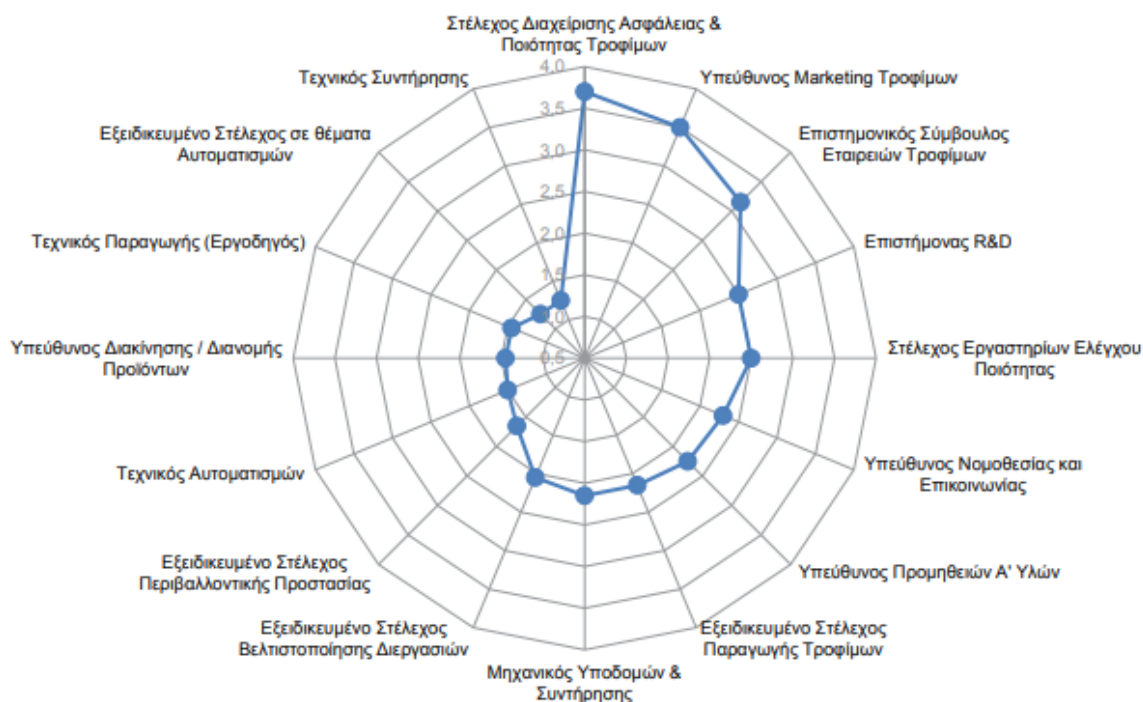 Στέλεχος Διαχείρισης Ασφάλειας &
Ποιότητας Τροφίμων
Υπεύθυνος Marketing Τροφίμων
Επιστημονικός Σύμβουλος
Εταιρειών Τροφίμων
Επιστήμονας R&D
Στέλεχος Εργαστηρίων Ελέγχου
Ποιότητας
Υπεύθυνος Νομοθεσίας και
Επικοινωνίας
Υπεύθυνος Προμηθειών Α' Υλών
Εξειδικευμένο Στέλεχος
Παραγωγής Τροφίμων
Μηχανικός Υποδομών &
Συντήρησης
Εξειδικευμένο Στέλεχος
Βελτιστοποίησης Διεργασιών
Εξειδικευμένο Στέλεχος
Περιβαλλοντικής Προστασίας
Τεχνικός Αυτοματισμών
Υπεύθυνος Διακίνησης / Διανομής
Προϊόντων
Τεχνικός Παραγωγής (Εργοδηγός)
Εξειδικευμένο Στέλεχος σε θέματα
Αυτοματισμών
Τεχνικός Συντήρησης
4,0
3,5
3,0
2,5
2,0
1,5
1,0
0,5